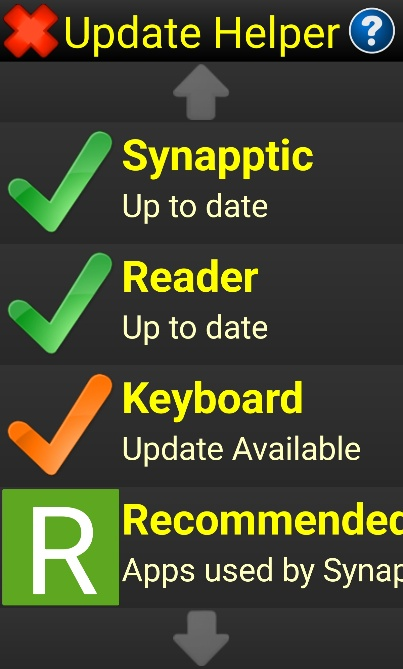 Update Helper ?
Synapptic
Up to date
Reader
Up to date
Keyboard
Update Available
R
Recommended
Apps used by Synap